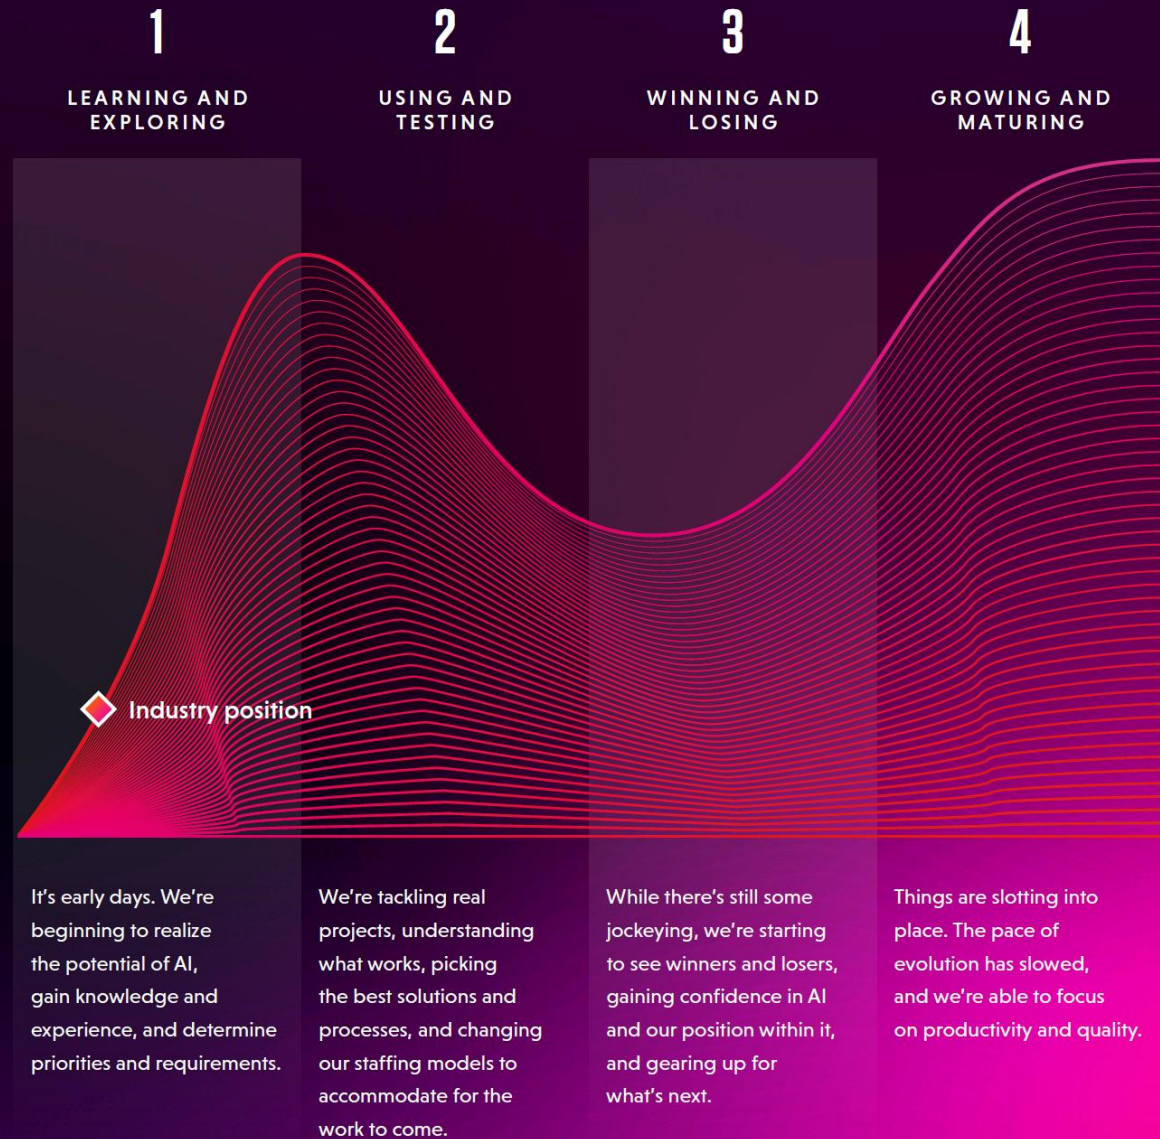 1
LEARNING AND
EXPLORING
2
USING AND
TESTING
3
WINNING AND
LOSING
4
GROWING AND
MATURING
Industry position
It’s early days. We’re
beginning to realize
the potential of AI,
gain knowledge and
experience, and determine
priorities and requirements.
We’re tackling real
projects, understanding
what works, picking
the best solutions and
processes, and changing
our staffing models to
accommodate for the
work to come.
While there’s still some
jockeying, we’re starting
to see winners and losers,
gaining confidence in AI
and our position within it,
and gearing up for
what’s next.
Things are slotting into
place. The pace of
evolution has slowed,
and we’re able to focus
on productivity and quality.